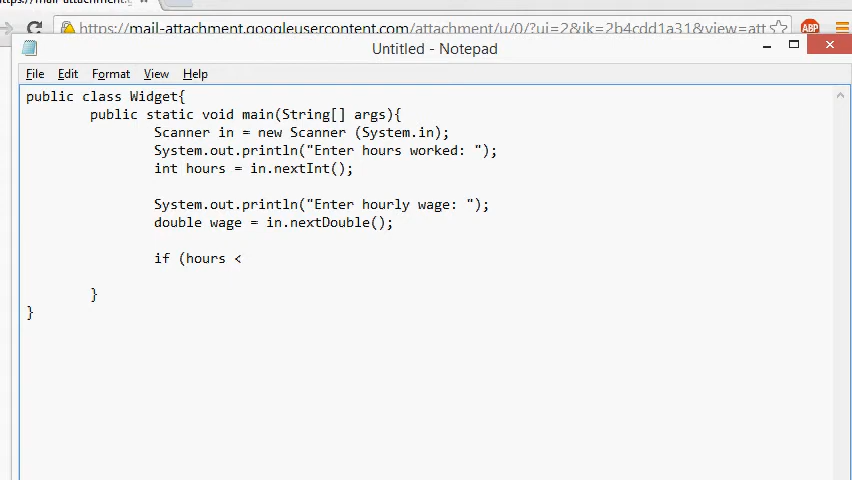 https://mail-attachment.googleusercontent.com/attachment/u/0/?ui=2&ik=2b4cdd1a31&view=att
ABP
Untitled - Notepad
File Edit Format View Help
public class Widget{
public static void main(String[] args){
Scanner in = new Scanner (System.in);
System.out.println("Enter hours worked: ");
int hours = in.nextInt();
System.out.println("Enter hourly wage: ");
double wage = in.nextDouble();
if (hours <
}
}